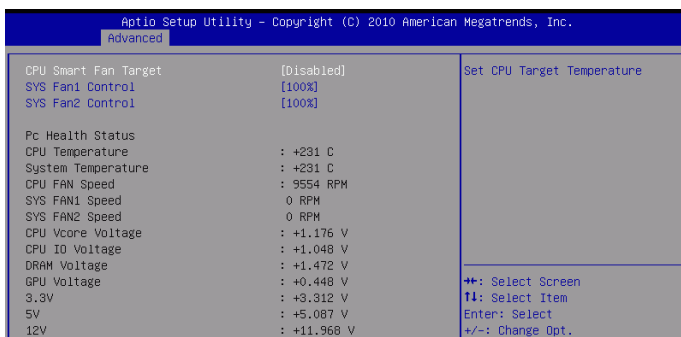 Aptio Setup Utility – Copyright (C) 2010 American Megatrends, Inc.
Advanced
CPU Smart Fan Target [Disabled]
SYS Fan1 Control [100%]
SYS Fan2 Control [100%]
Pc Health Status
CPU Temperature : +231 C
System Temperature : +231 C
CPU FAN Speed : 9554 RPM
SYS FAN1 Speed 0 RPM
SYS FAN2 Speed 0 RPM
CPU Vcore Voltage : +1.176 V
CPU IO Voltage : +1.048 V
DRAM Voltage : +1.472 V
GPU Voltage : +0.448 V
3.3V : +3.312 V
5V : +5.087 V
12V : +11.968 V
Set CPU Target Temperature
→←: Select Screen
↑↓: Select Item
Enter: Select
+/-: Change Opt.